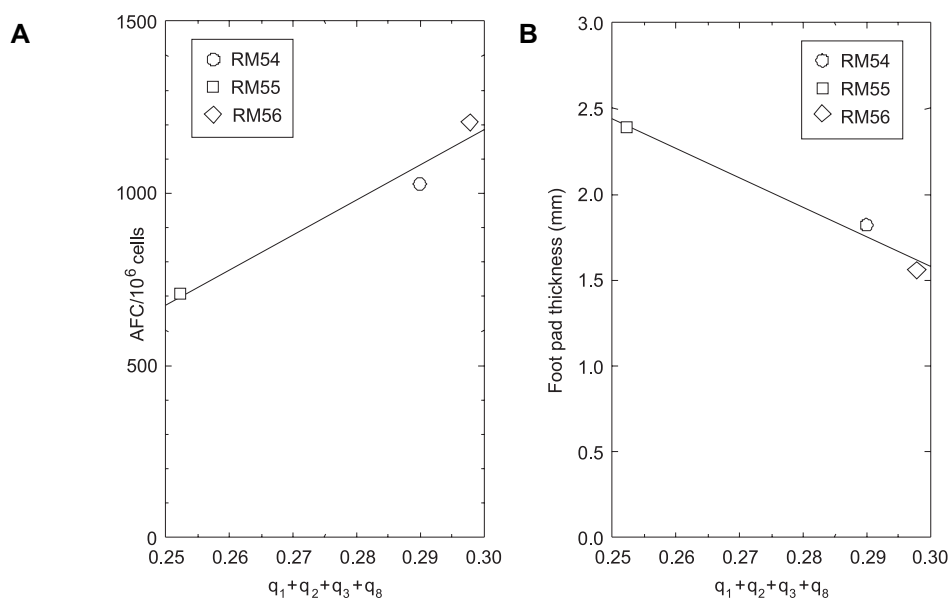 A
1500
1000
500
0
AFC/10⁶ cells
RM54
RM55
RM56
0.25
0.26
0.27
0.28
0.29
0.30
q₁+q₂+q₃+q₈
B
3.0
2.5
2.0
1.5
1.0
0.5
0.0
Foot pad thickness (mm)
RM54
RM55
RM56
0.25
0.26
0.27
0.28
0.29
0.30
q₁+q₂+q₃+q₈